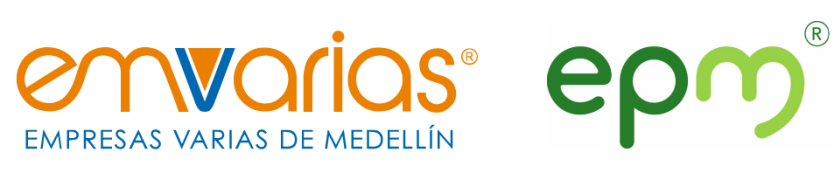 emvarias®
EMPRESAS VARIAS DE MEDELLÍN
epm®